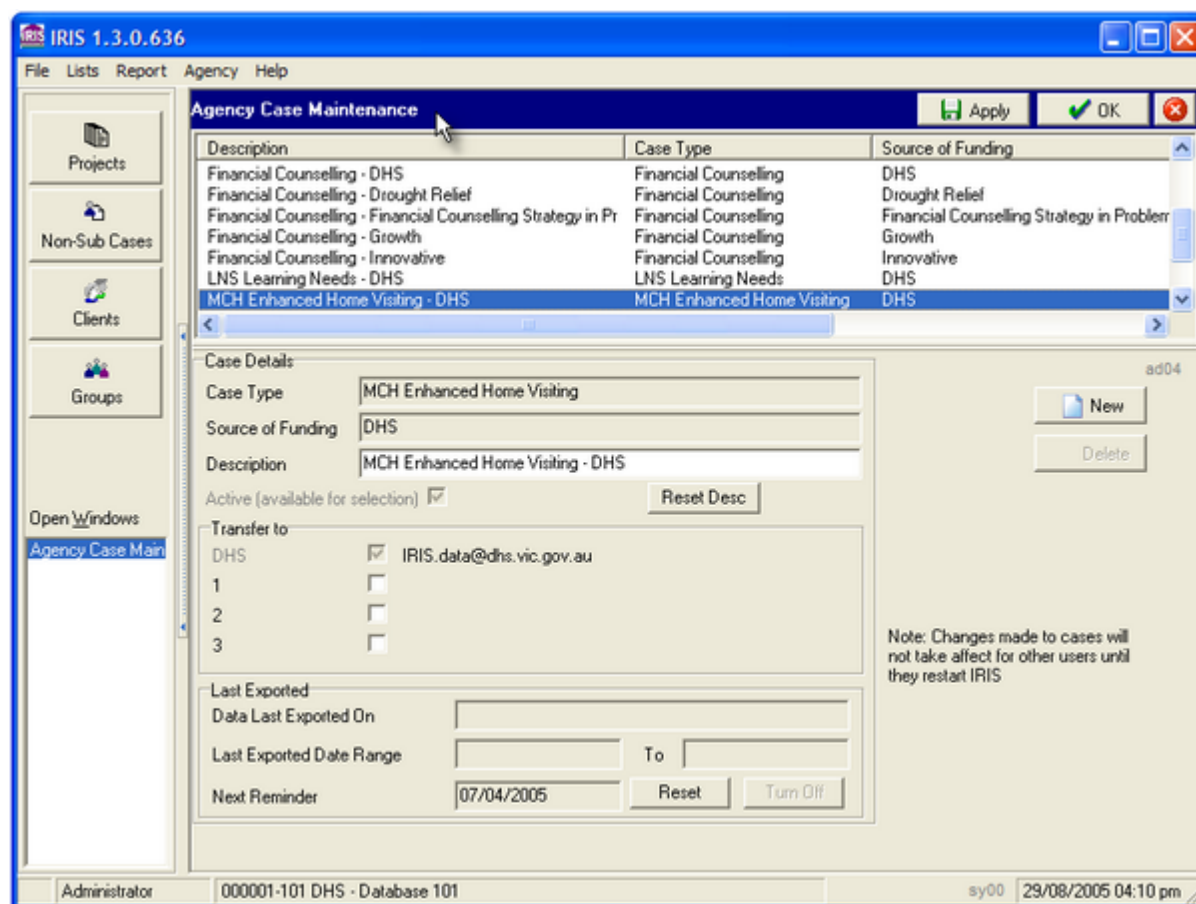 IRIS 1.3.0.636
File Lists Report Agency Help
Projects
Non-Sub Cases
Clients
Groups
Open Windows
Agency Case Main
Agency Case Maintenance
Apply
OK
Description Case Type Source of Funding
Financial Counselling - DHS Financial Counselling DHS
Financial Counselling - Drought Relief Financial Counselling Drought Relief
Financial Counselling - Financial Counselling Strategy in Pr Financial Counselling Financial Counselling Strategy in Problem
Financial Counselling - Growth Financial Counselling Growth
Financial Counselling - Innovative Financial Counselling Innovative
LNS Learning Needs - DHS LNS Learning Needs DHS
MCH Enhanced Home Visiting - DHS MCH Enhanced Home Visiting DHS
Case Details
Case Type MCH Enhanced Home Visiting
Source of Funding DHS
Description MCH Enhanced Home Visiting - DHS
Active (available for selection)
Reset Desc
Transfer to
DHS IRIS.data@dhs.vic.gov.au
1
2
3
Last Exported
Data Last Exported On
Last Exported Date Range To
Next Reminder 07/04/2005 Reset Turn Off
ad04
New
Delete
Note: Changes made to cases will
not take affect for other users until
they restart IRIS
Administrator 000001-101 DHS - Database 101 sy00 29/08/2005 04:10 pm